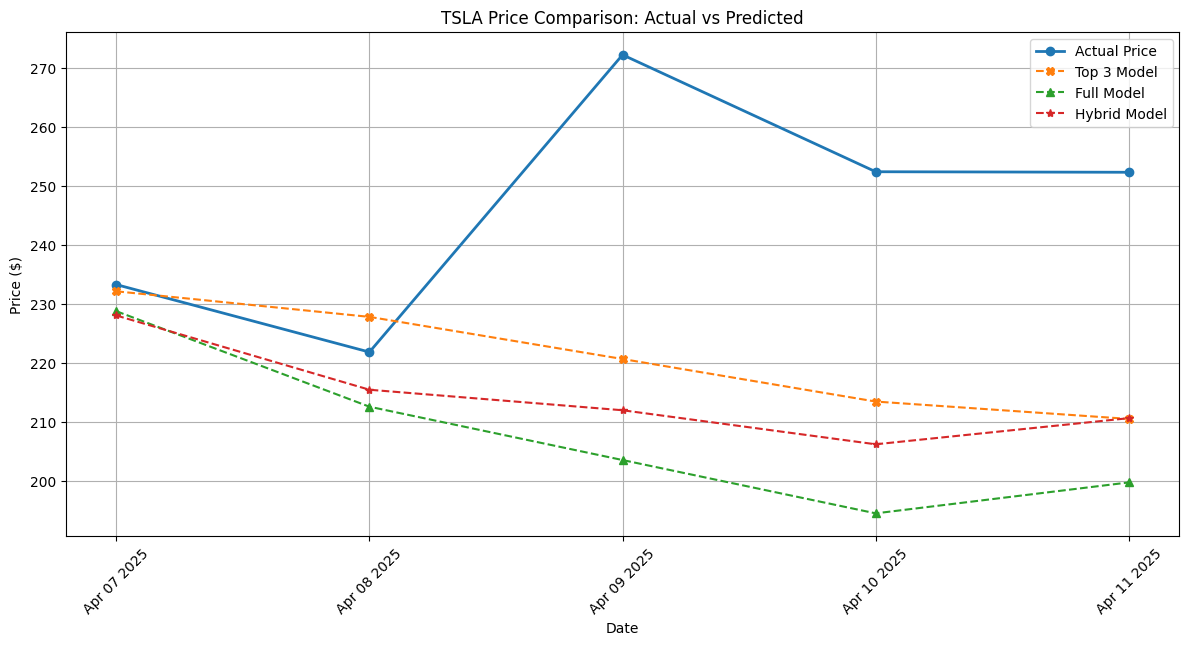 TSLA Price Comparison: Actual vs Predicted
Actual Price
Top 3 Model
Full Model
Hybrid Model
Price ($)
270
260
250
240
230
220
210
200
Apr 07 2025
Apr 08 2025
Apr 09 2025
Apr 10 2025
Apr 11 2025
Date